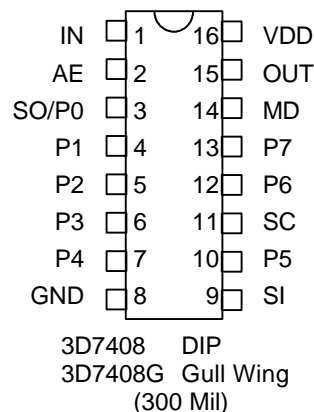 IN 1 16 VDD
AE 2 15 OUT
SO/P0 3 14 MD
P1 4 13 P7
P2 5 12 P6
P3 6 11 SC
P4 7 10 P5
GND 8 9 SI
3D7408 DIP
3D7408G Gull Wing
(300 Mil)